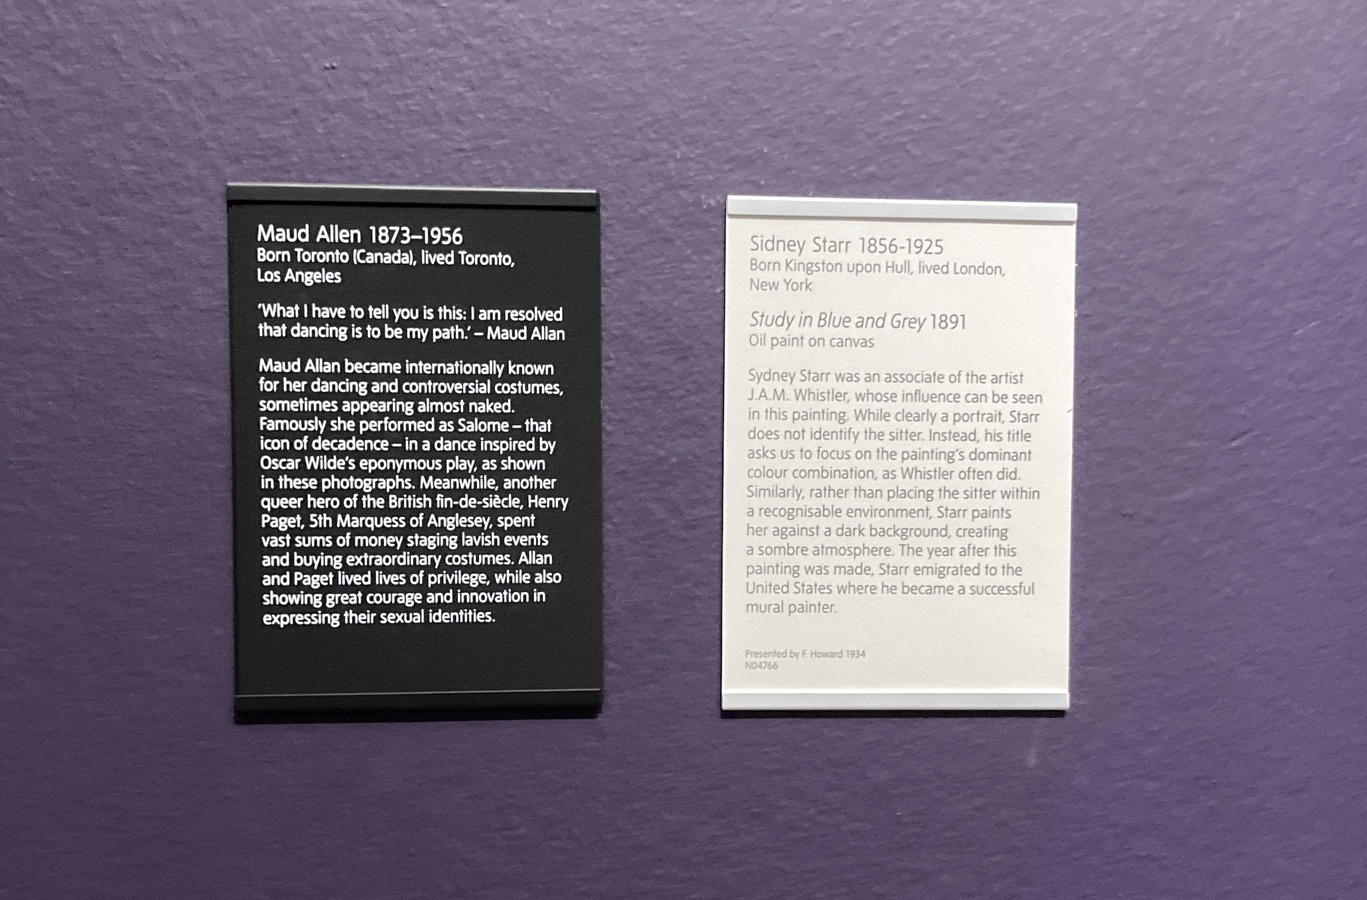 Maud Allen 1873–1956
Born Toronto (Canada), lived Toronto,
Los Angeles
'What I have to tell you is this: I am resolved
that dancing is to be my path.' – Maud Allan
Maud Allan became internationally known
for her dancing and controversial costumes,
sometimes appearing almost naked.
Famously she performed as Salome – that
icon of decadence – in a dance inspired by
Oscar Wilde's eponymous play, as shown
in these photographs. Meanwhile, another
queer hero of the British fin-de-siècle, Henry
Paget, 5th Marquess of Anglesey, spent
vast sums of money staging lavish events
and buying extraordinary costumes. Allan
and Paget lived lives of privilege, while also
showing great courage and innovation in
expressing their sexual identities.
Sidney Starr 1856-1925
Born Kingston upon Hull, lived London,
New York
Study in Blue and Grey 1891
Oil paint on canvas
Sydney Starr was an associate of the artist
J.A.M. Whistler, whose influence can be seen
in this painting. While clearly a portrait, Starr
does not identify the sitter. Instead, his title
asks us to focus on the painting's dominant
colour combination, as Whistler often did.
Similarly, rather than placing the sitter within
a recognisable environment, Starr paints
her against a dark background, creating
a sombre atmosphere. The year after this
painting was made, Starr emigrated to the
United States where he became a successful
mural painter.
Presented by F. Howard 1934
N04766